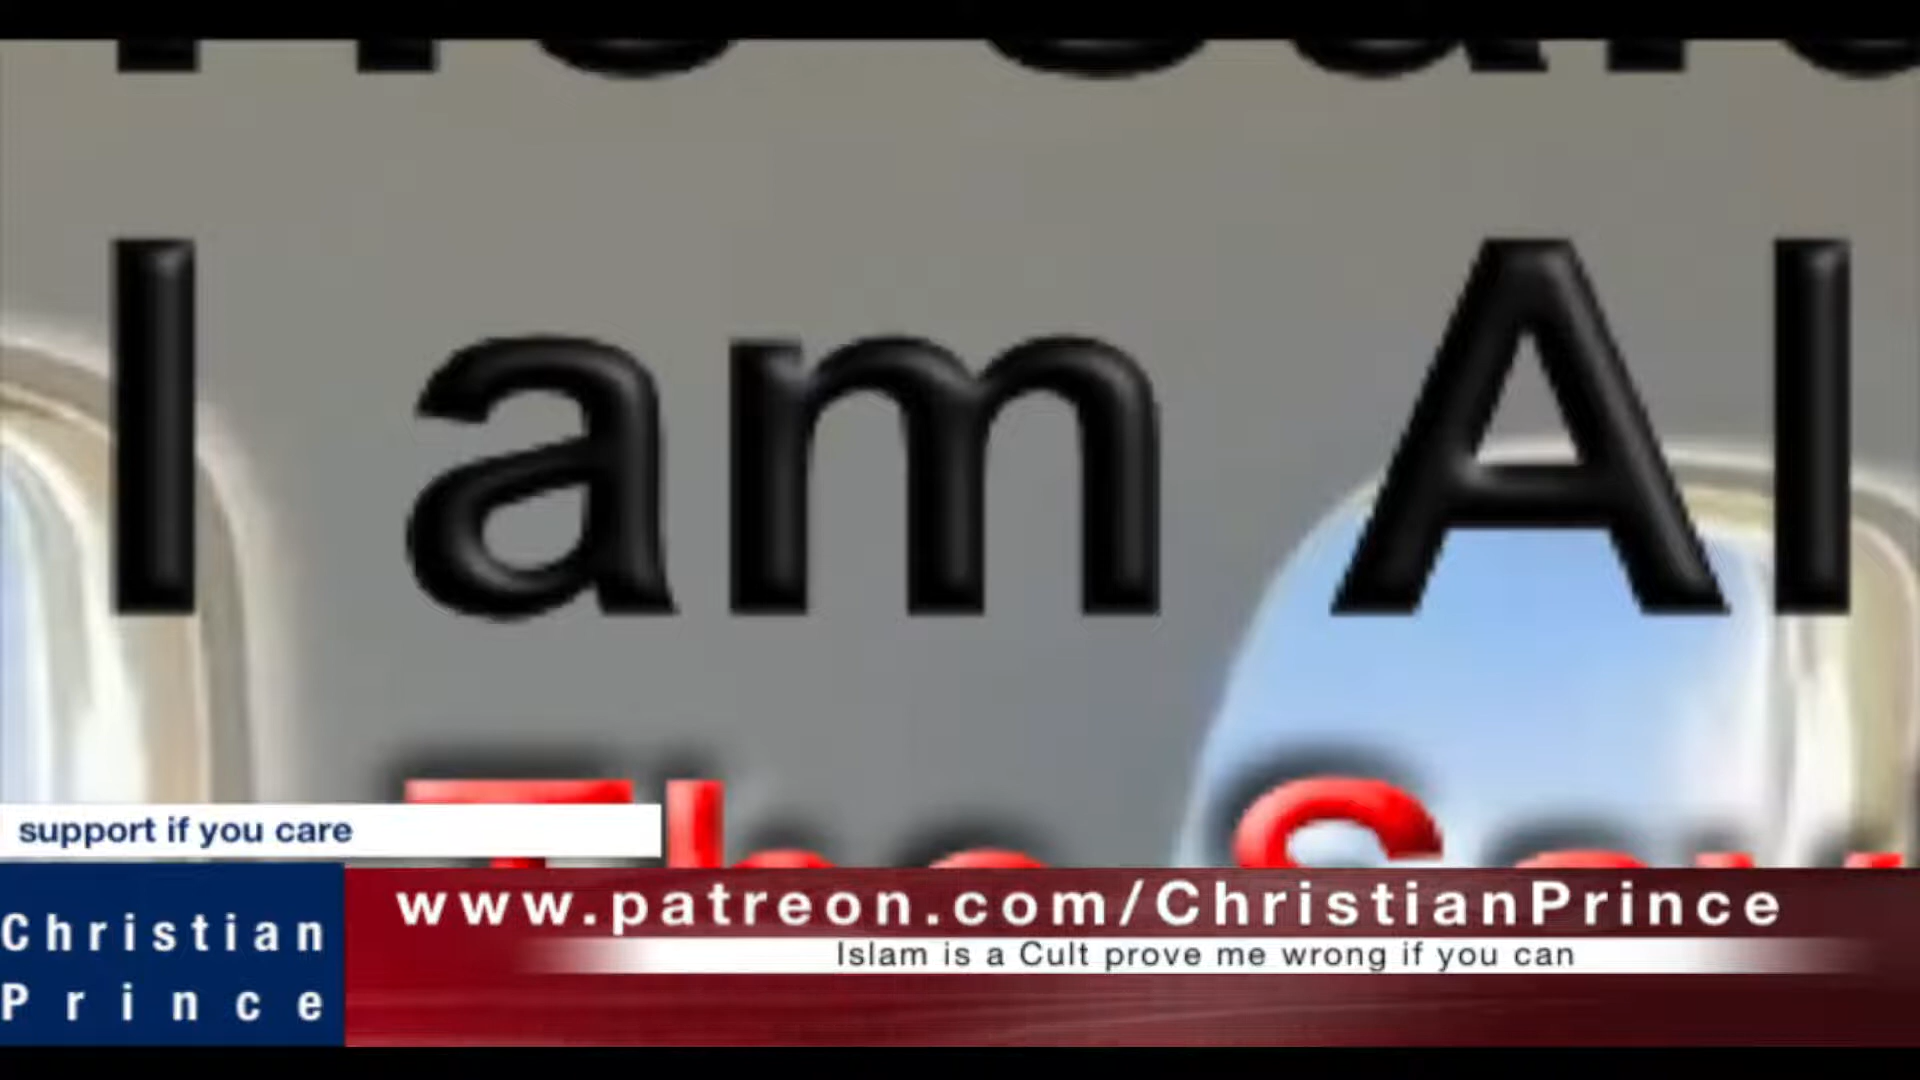 I am Al
The
support if you care
Christian
Prince
www.patreon.com/ChristianPrince
Islam is a Cult prove me wrong if you can